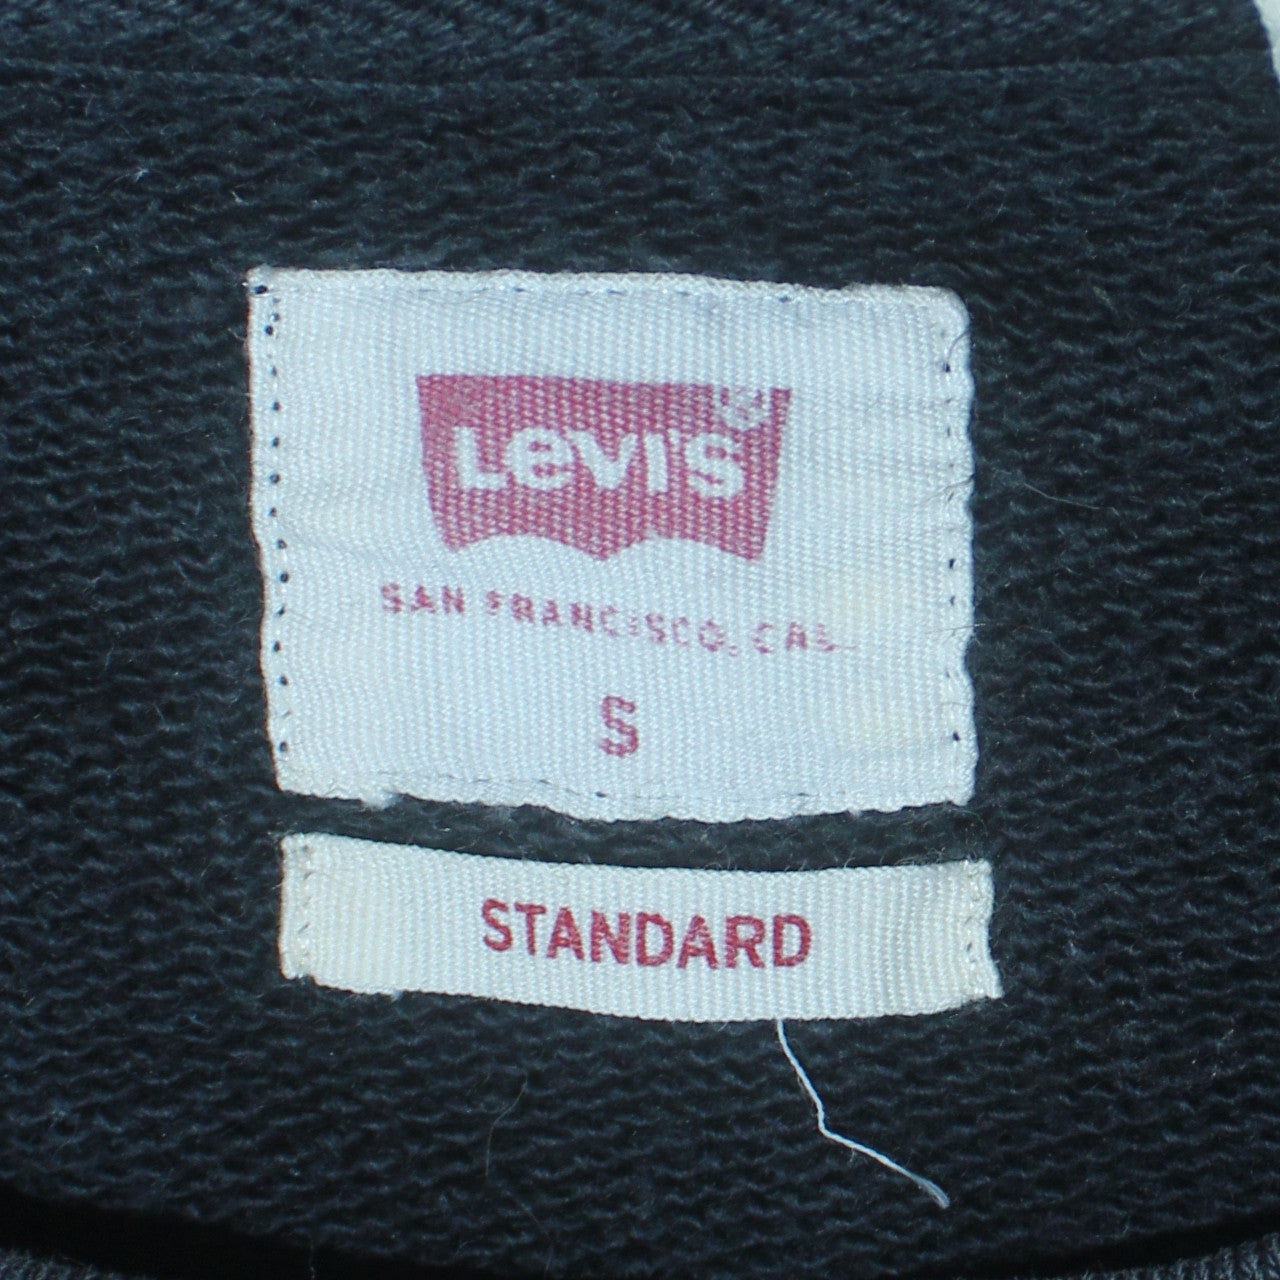 Levi's
SAN FRANCISCO, CAL
S
STANDARD